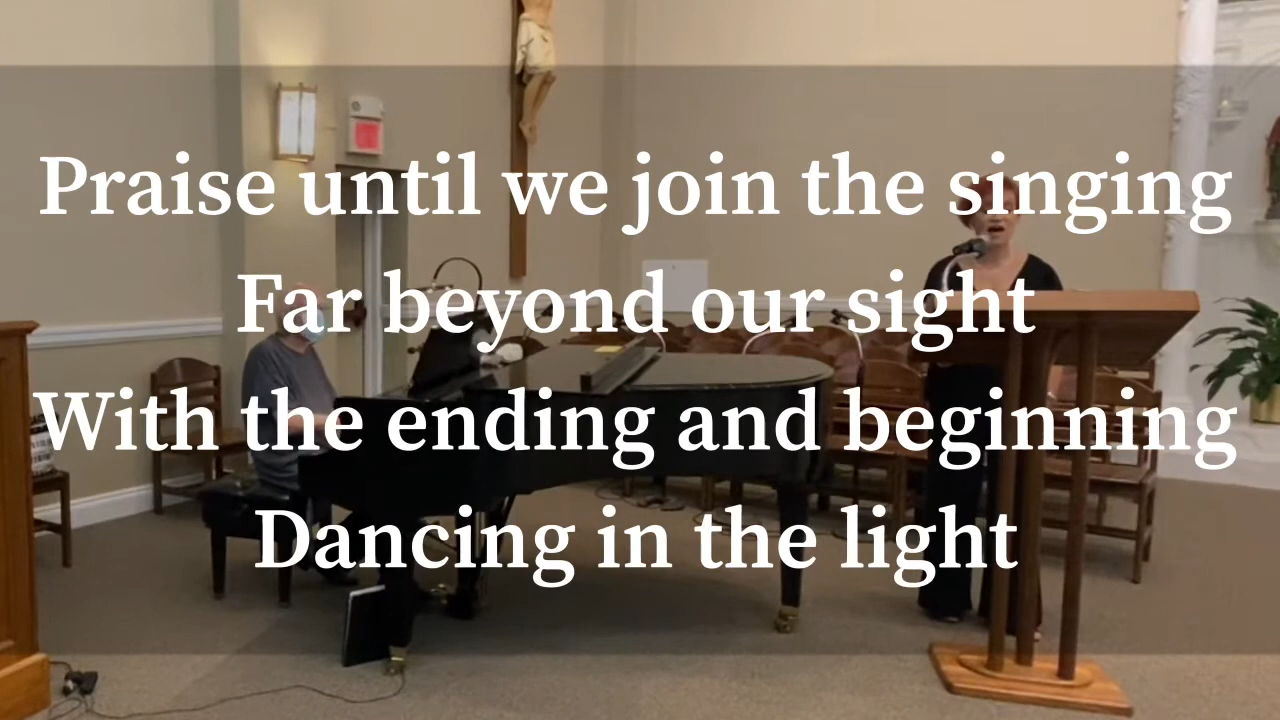 Praise until we join the singing
Far beyond our sight
With the ending and beginning
Dancing in the light